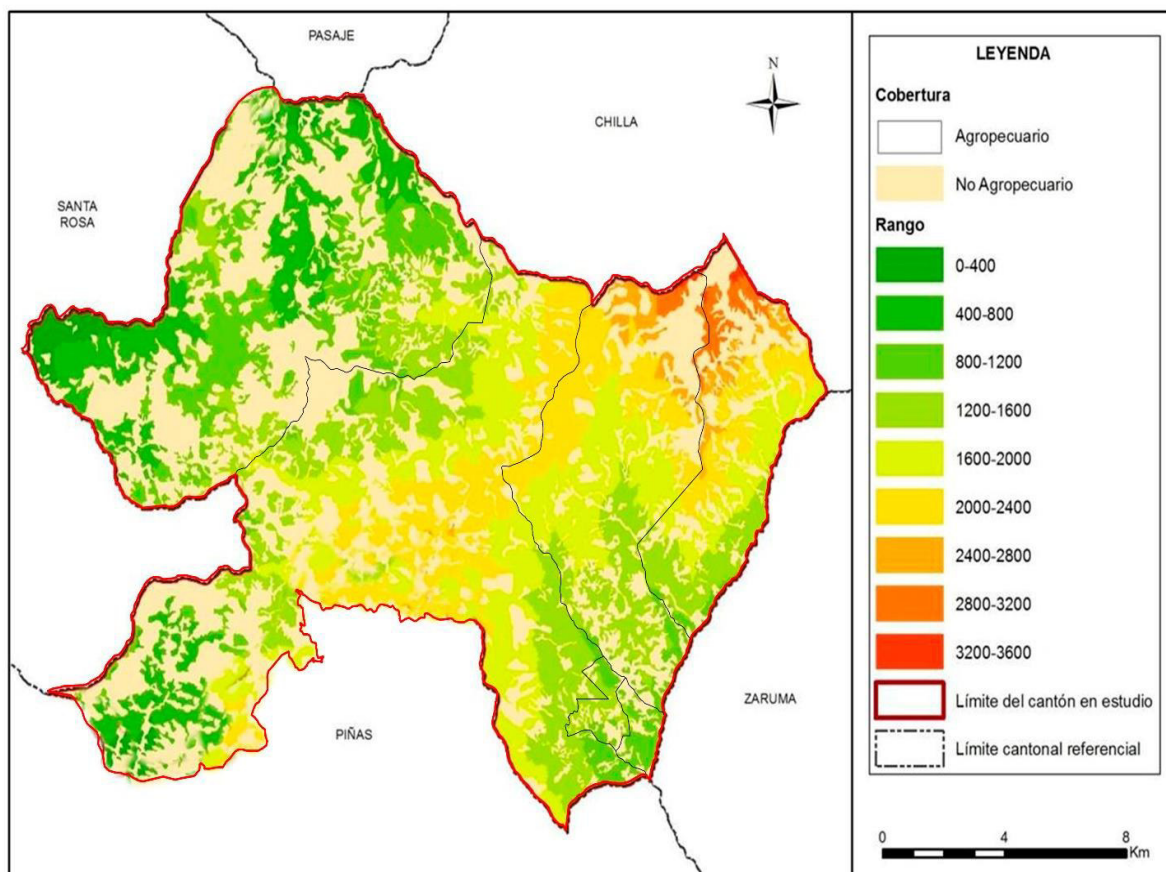 PASAJE
N
CHILLA
SANTA
ROSA
ZARUMA
PIÑAS
LEYENDA
Cobertura
Agropecuario
No Agropecuario
Rango
0-400
400-800
800-1200
1200-1600
1600-2000
2000-2400
2400-2800
2800-3200
3200-3600
Límite del cantón en estudio
Límite cantonal referencial
0 4 8
Km